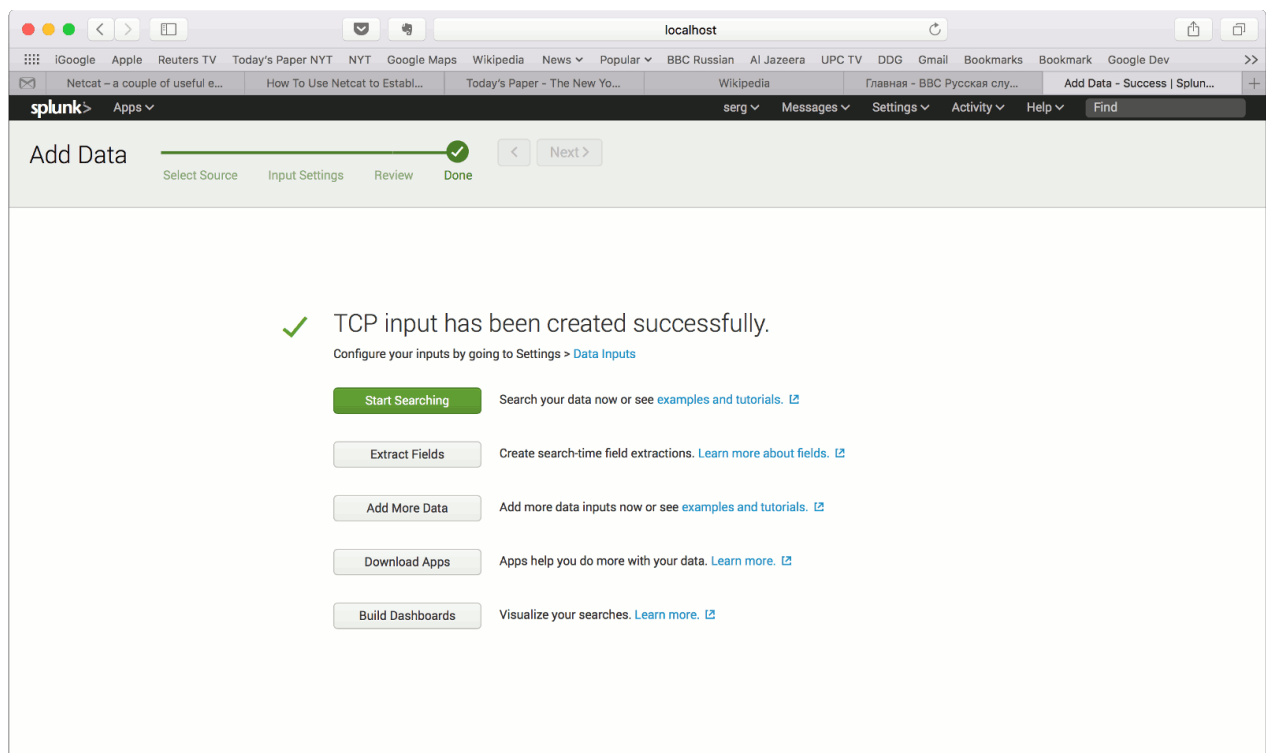 localhost
iGoogle Apple Reuters TV Today's Paper NYT NYT Google Maps Wikipedia News Popular BBC Russian Al Jazeera UPC TV DDG Gmail Bookmarks Bookmark Google Dev >>
Netcat – a couple of useful e... How To Use Netcat to Establ... Today's Paper - The New Yo... Wikipedia Главная - BBC Русская слу... Add Data - Success | Splun... +
splunk> Apps serg Messages Settings Activity Help Find
Add Data < Next >
Select Source Input Settings Review Done
TCP input has been created successfully.
Configure your inputs by going to Settings > Data Inputs
Start Searching Search your data now or see examples and tutorials.
Extract Fields Create search-time field extractions. Learn more about fields.
Add More Data Add more data inputs now or see examples and tutorials.
Download Apps Apps help you do more with your data. Learn more.
Build Dashboards Visualize your searches. Learn more.